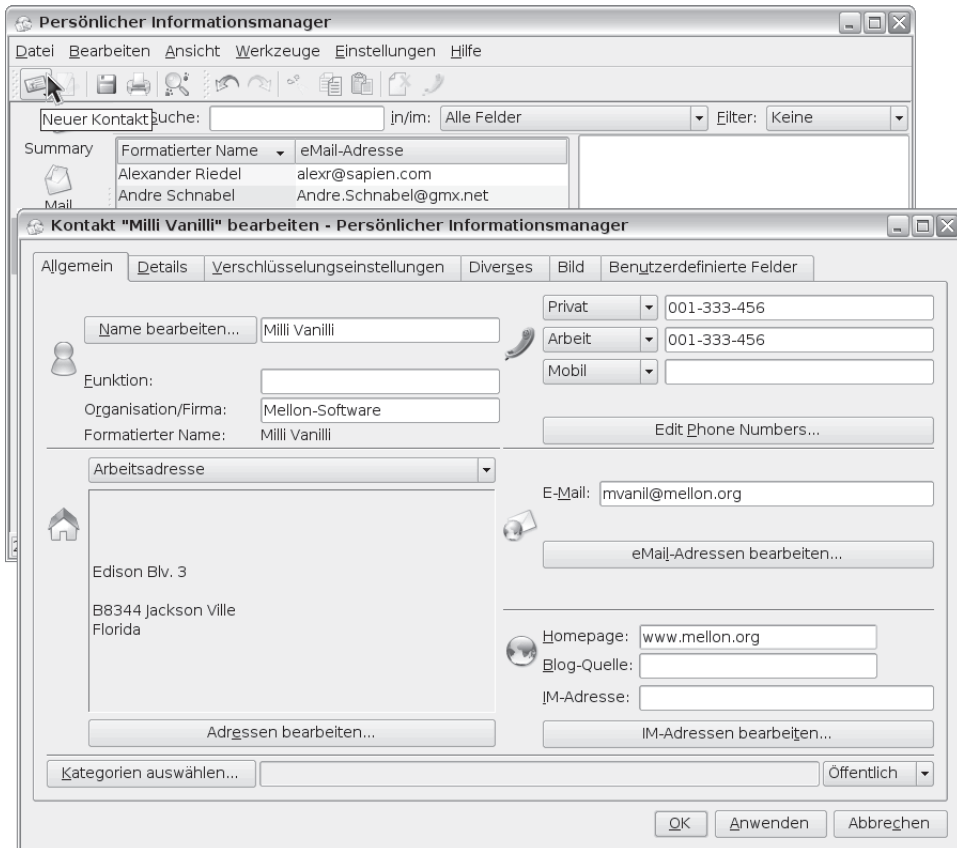 Persönlicher Informationsmanager
Datei Bearbeiten Ansicht Werkzeuge Einstellungen Hilfe
Neuer Kontakt
Suche:
in/im: Alle Felder
Filter: Keine
Summary
Mail
Formatierter Name eMail-Adresse
Alexander Riedel alexr@sapien.com
Andre Schnabel Andre.Schnabel@gmx.net
Kontakt "Milli Vanilli" bearbeiten - Persönlicher Informationsmanager
Allgemein Details Verschlüsselungseinstellungen Diverses Bild Benutzerdefinierte Felder
Name bearbeiten... Milli Vanilli
Funktion:
Organisation/Firma: Mellon-Software
Formatierter Name: Milli Vanilli
Privat 001-333-456
Arbeit 001-333-456
Mobil
Edit Phone Numbers...
Arbeitsadresse
Edison Blv. 3
B8344 Jackson Ville
Florida
Adressen bearbeiten...
E-Mail: mvanil@mellon.org
eMail-Adressen bearbeiten...
Homepage: www.mellon.org
Blog-Quelle:
IM-Adresse:
IM-Adressen bearbeiten...
Kategorien auswählen...
Öffentlich
OK Anwenden Abbrechen